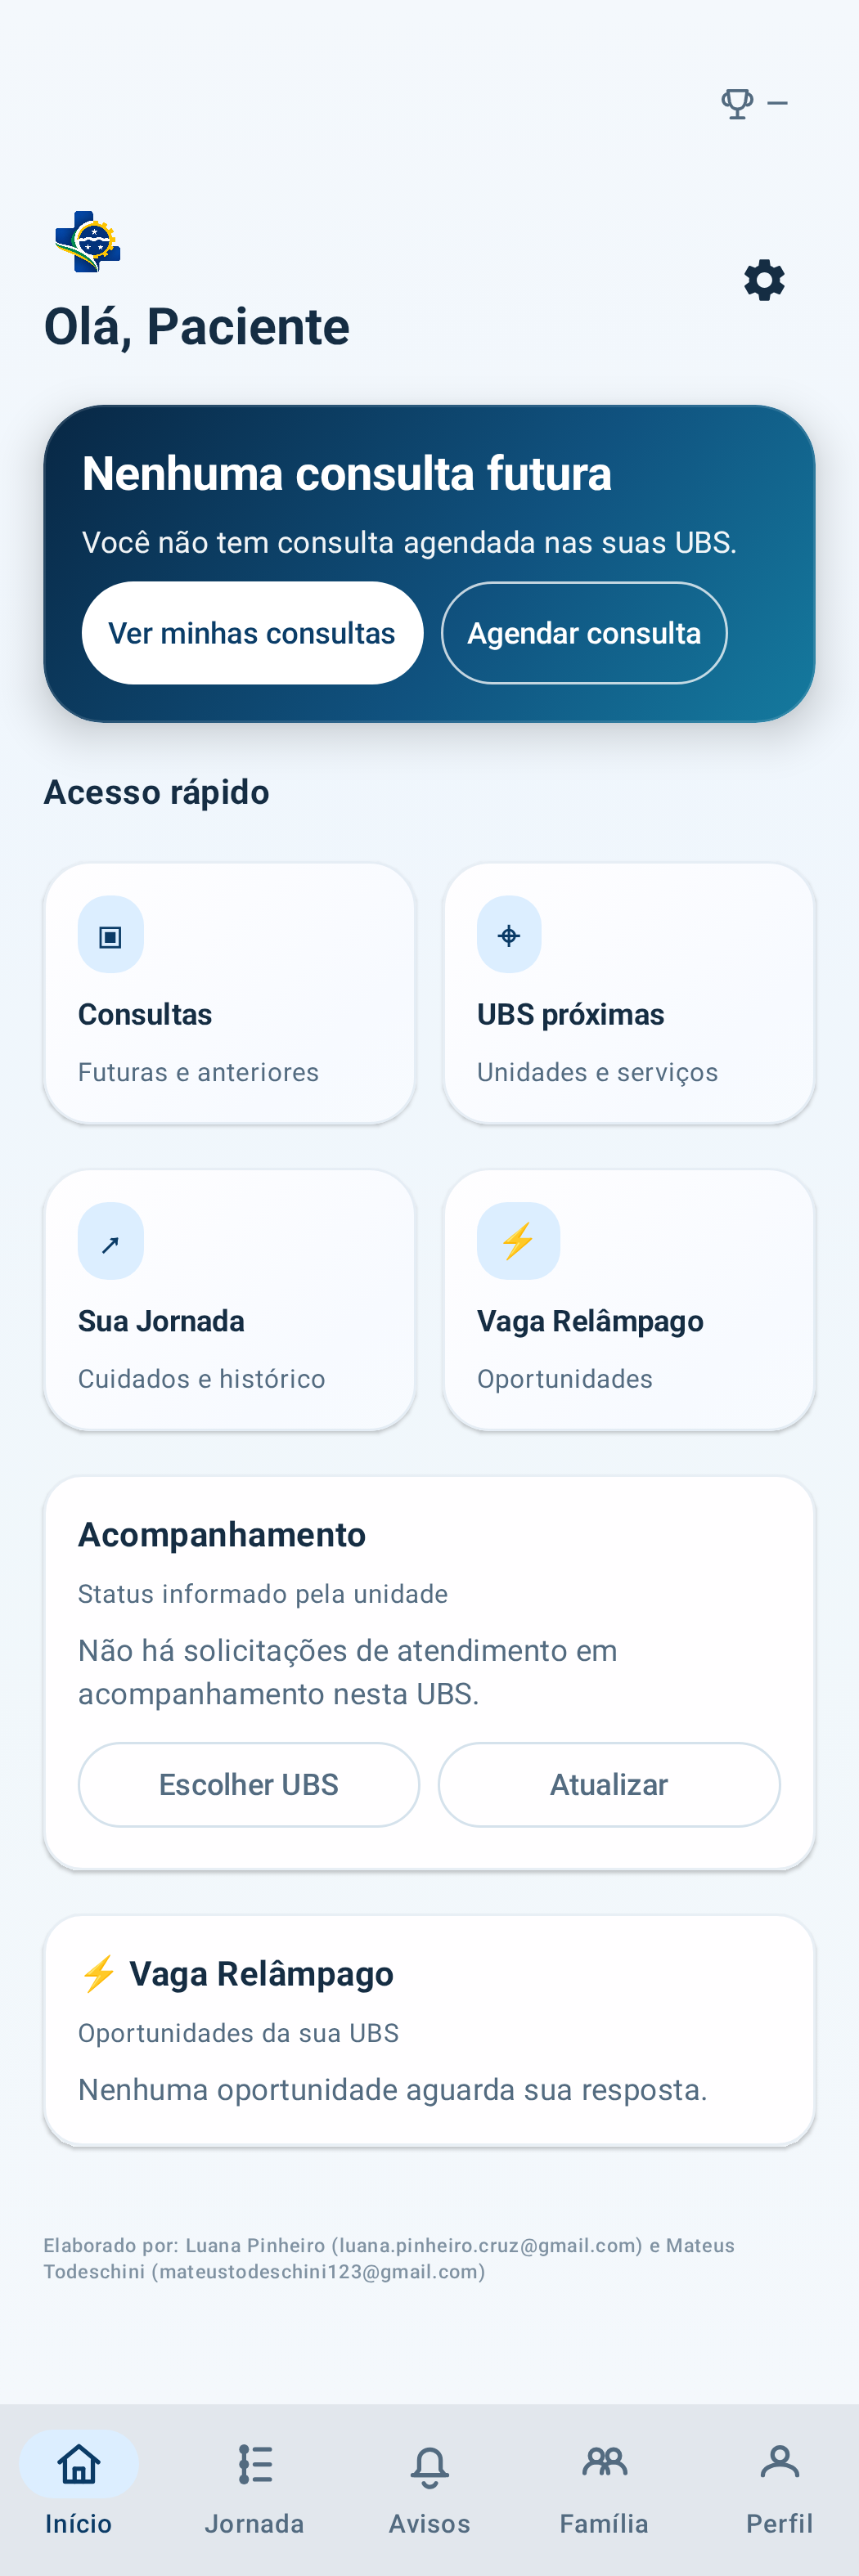 Olá, Paciente
Nenhuma consulta futura
Você não tem consulta agendada nas suas UBS.
Ver minhas consultas
Agendar consulta
Acesso rápido
Consultas
Futuras e anteriores
UBS próximas
Unidades e serviços
Sua Jornada
Cuidados e histórico
Vaga Relâmpago
Oportunidades
Acompanhamento
Status informado pela unidade
Não há solicitações de atendimento em
acompanhamento nesta UBS.
Escolher UBS
Atualizar
⚡ Vaga Relâmpago
Oportunidades da sua UBS
Nenhuma oportunidade aguarda sua resposta.
Elaborado por: Luana Pinheiro (luana.pinheiro.cruz@gmail.com) e Mateus
Todeschini (mateustodeschini123@gmail.com)
Início
Jornada
Avisos
Família
Perfil